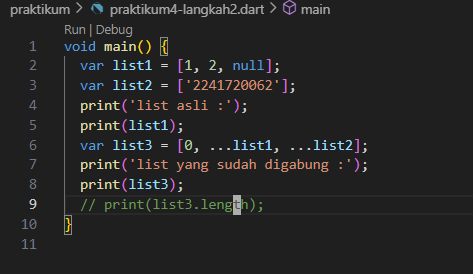 praktikum > praktikum4-langkah2.dart > main
Run | Debug
1 void main() {
2 var list1 = [1, 2, null];
3 var list2 = ['2241720062'];
4 print('list asli :');
5 print(list1);
6 var list3 = [0, ...list1, ...list2];
7 print('list yang sudah digabung :');
8 print(list3);
9 // print(list3.length);
10 }
11